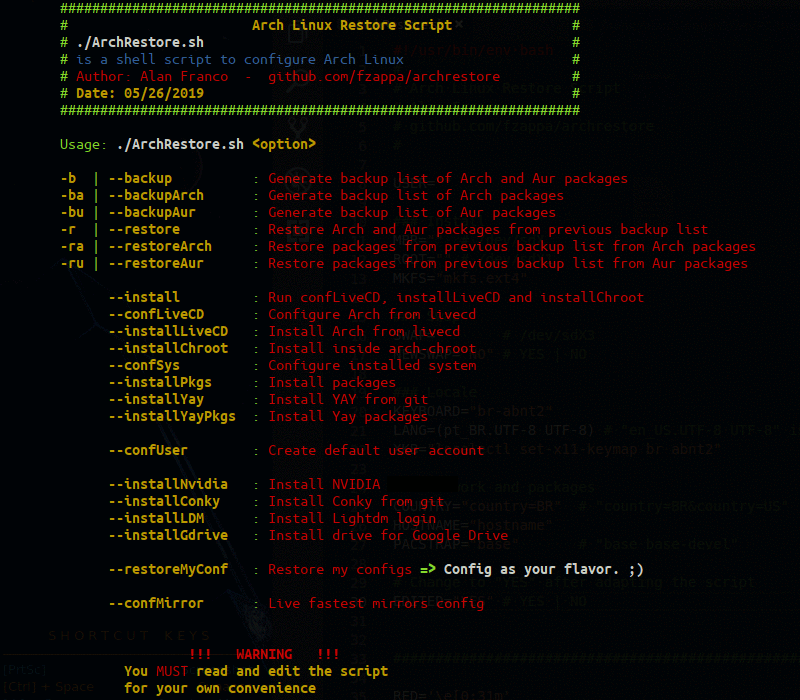 #################################################################
# Arch Linux Restore Script #
# ./ArchRestore.sh #
# is a shell script to configure Arch Linux #
# Author: Alan Franco - github.com/fzappa/archrestore #
# Date: 05/26/2019 #
#################################################################
Usage: ./ArchRestore.sh <option>
-b | --backup : Generate backup list of Arch and Aur packages
-ba | --backupArch : Generate backup list of Arch packages
-bu | --backupAur : Generate backup list of Aur packages
-r | --restore : Restore Arch and Aur packages from previous backup list
-ra | --restoreArch : Restore packages from previous backup list from Arch packages
-ru | --restoreAur : Restore packages from previous backup list from Aur packages
--install : Run confLiveCD, installLiveCD and installChroot
--confLiveCD : Configure Arch from livecd
--installLiveCD : Install Arch from livecd
--installChroot : Install inside arch-chroot
--confSys : Configure installed system
--installPkgs : Install packages
--installYay : Install YAY from git
--installYayPkgs : Install Yay packages
--confUser : Create default user account
--installNvidia : Install NVIDIA
--installConky : Install Conky from git
--installLDM : Install Lightdm login
--installGdrive : Install drive for Google Drive
--restoreMyConf : Restore my configs => Config as your flavor. ;)
--confMirror : Live fastest mirrors config
SHORTCUT KEYS
!!! WARNING !!!
You MUST read and edit the script
for your own convenience
[PrtSc]
[Ctrl] + Space